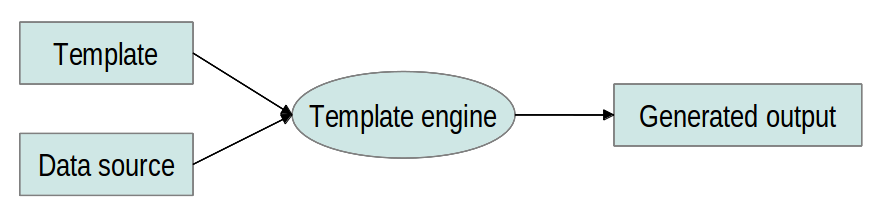 Template
Data source
Template engine
Generated output